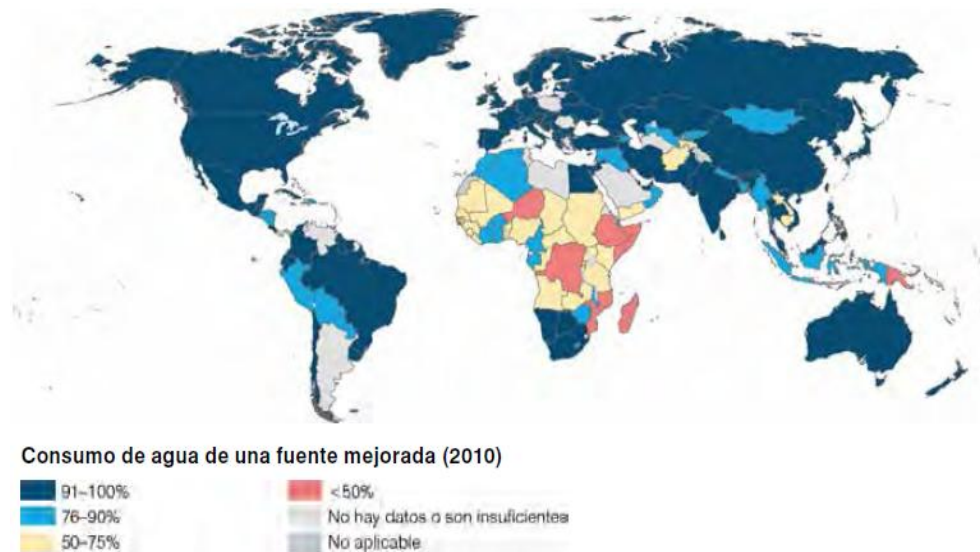 Consumo de agua de una fuente mejorada (2010)
91–100%
76–90%
50–75%
<50%
No hay datos o son insuficientes
No aplicable